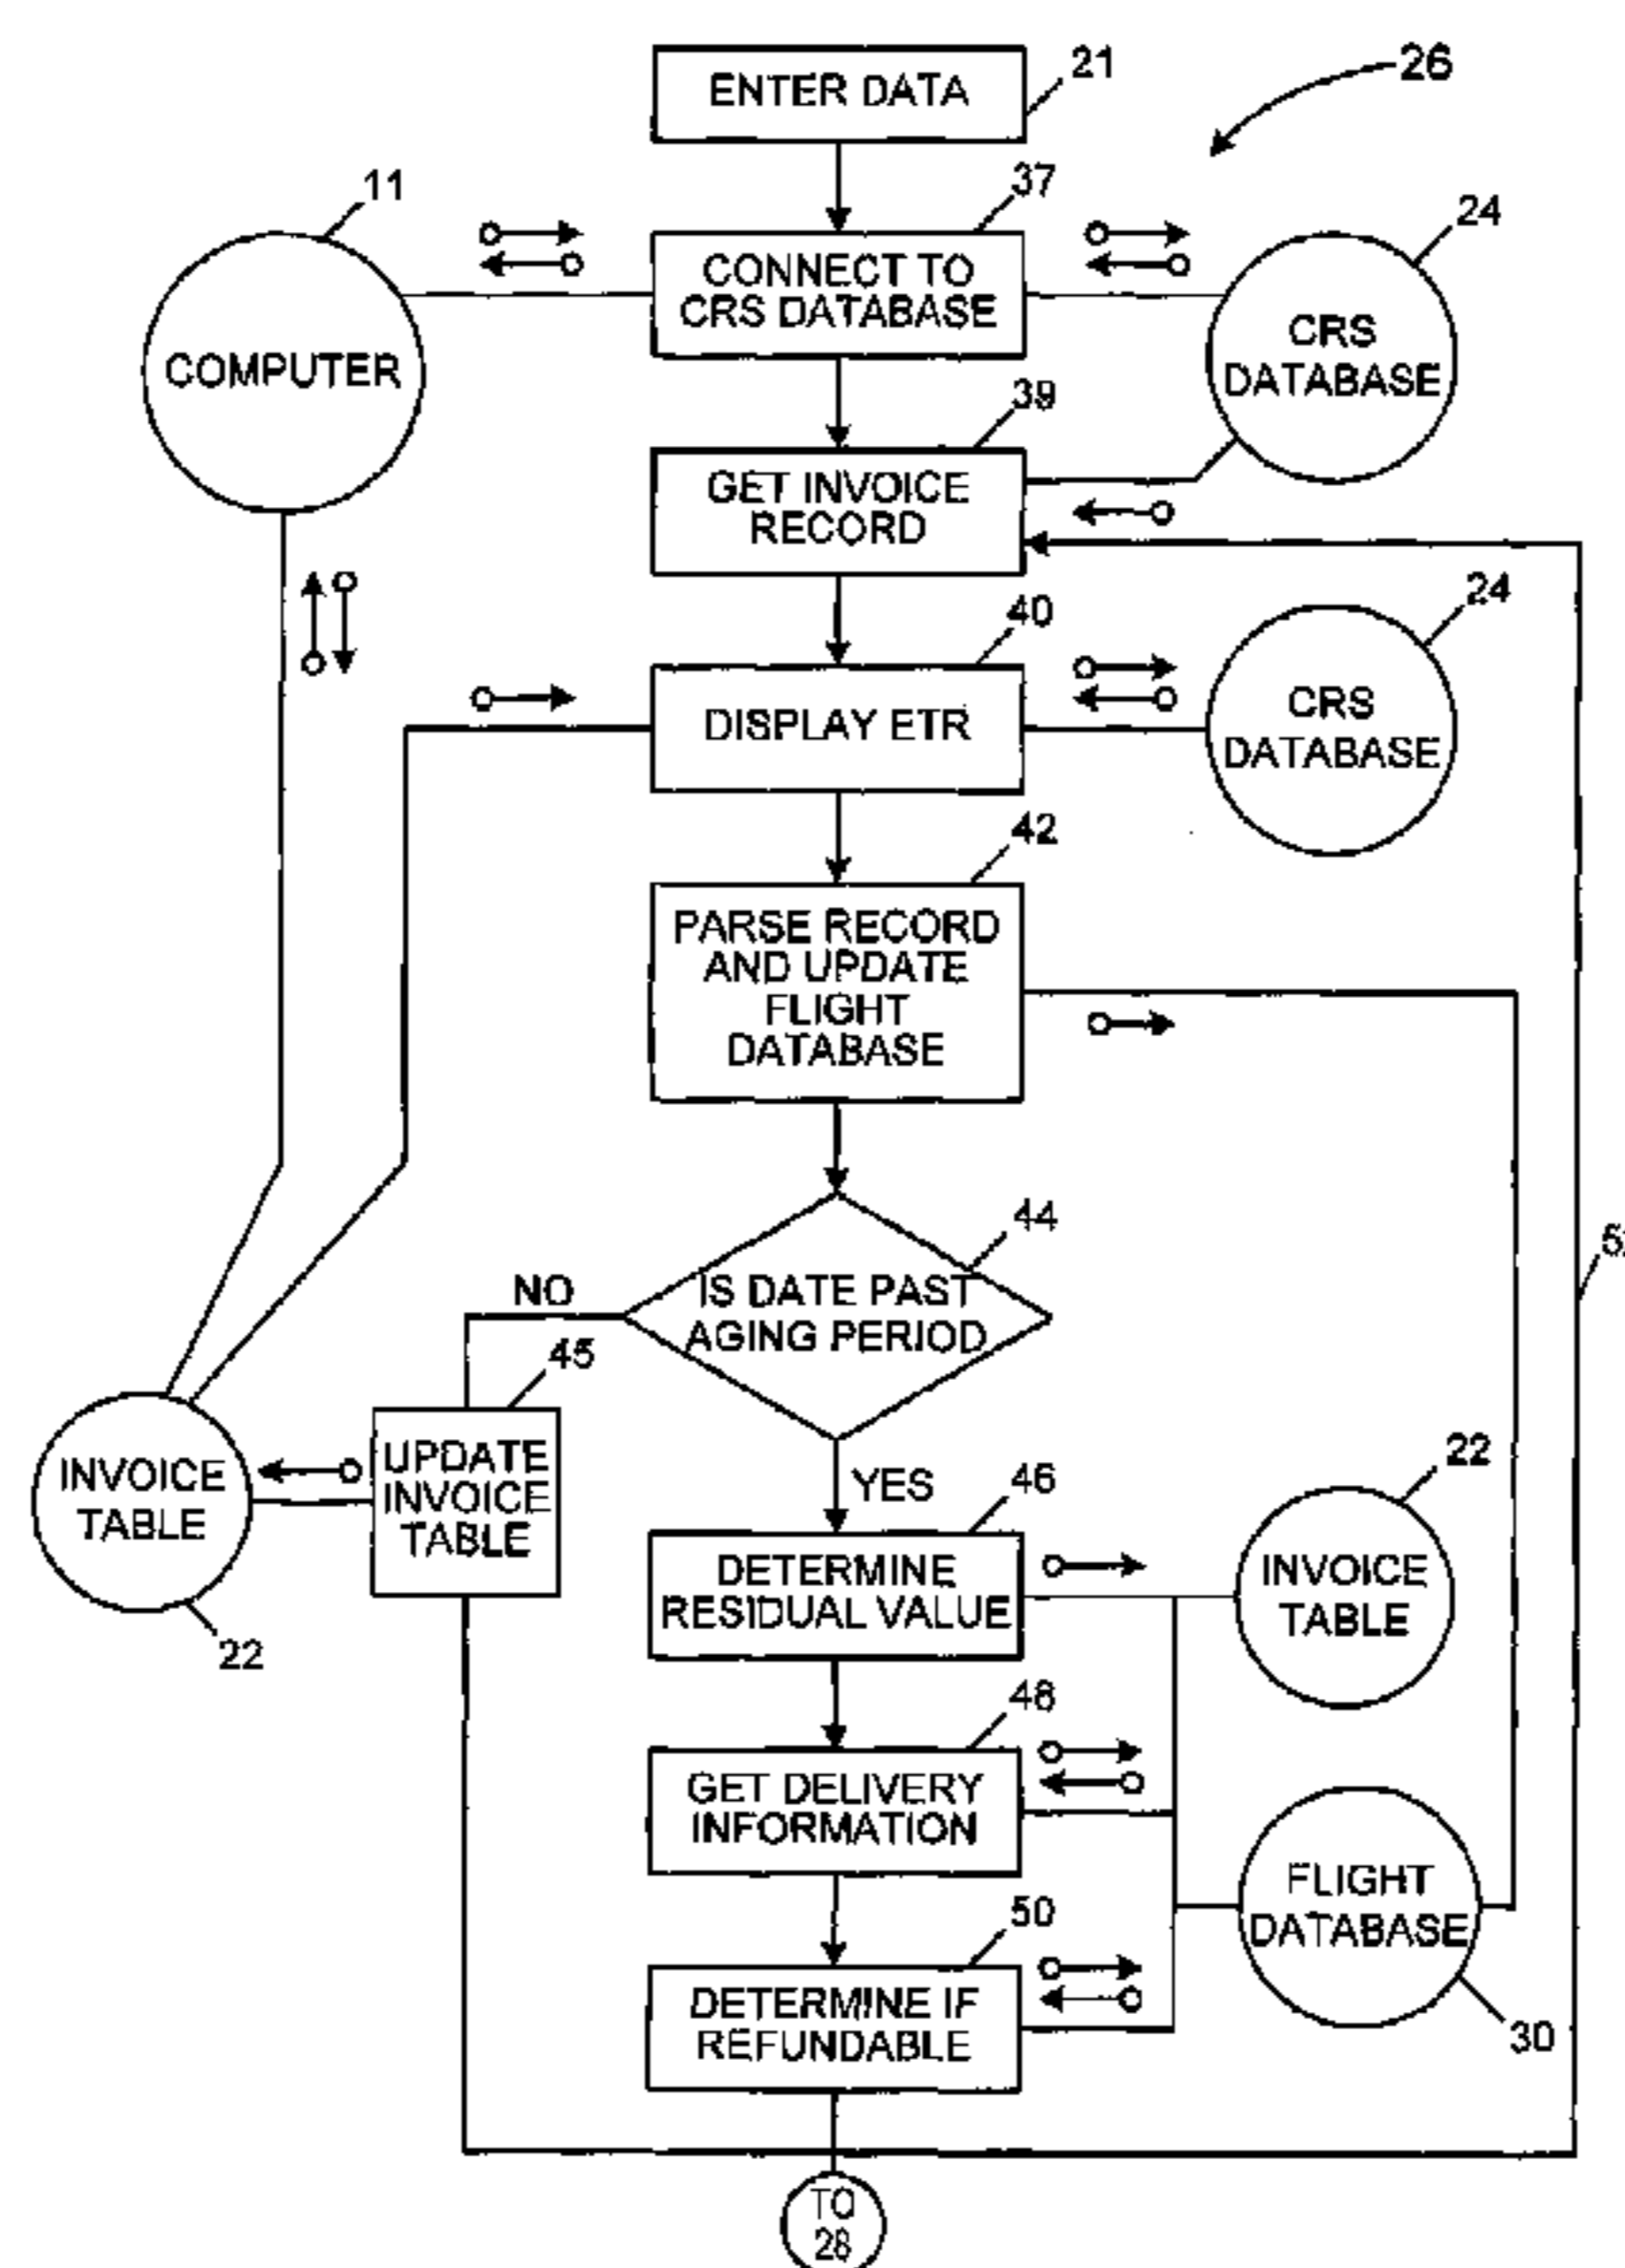 ENTER DATA
21
26
11
37
24
CONNECT TO
CRS DATABASE
COMPUTER
CRS
DATABASE
39
GET INVOICE
RECORD
40
24
DISPLAY ETR
CRS
DATABASE
42
PARSE RECORD
AND UPDATE
FLIGHT
DATABASE
44
NO
IS DATE PAST
AGING PERIOD
45
YES
46
22
INVOICE
TABLE
UPDATE
INVOICE
TABLE
22
DETERMINE
RESIDUAL VALUE
INVOICE
TABLE
48
GET DELIVERY
INFORMATION
FLIGHT
DATABASE
50
DETERMINE IF
REFUNDABLE
30
TO
28